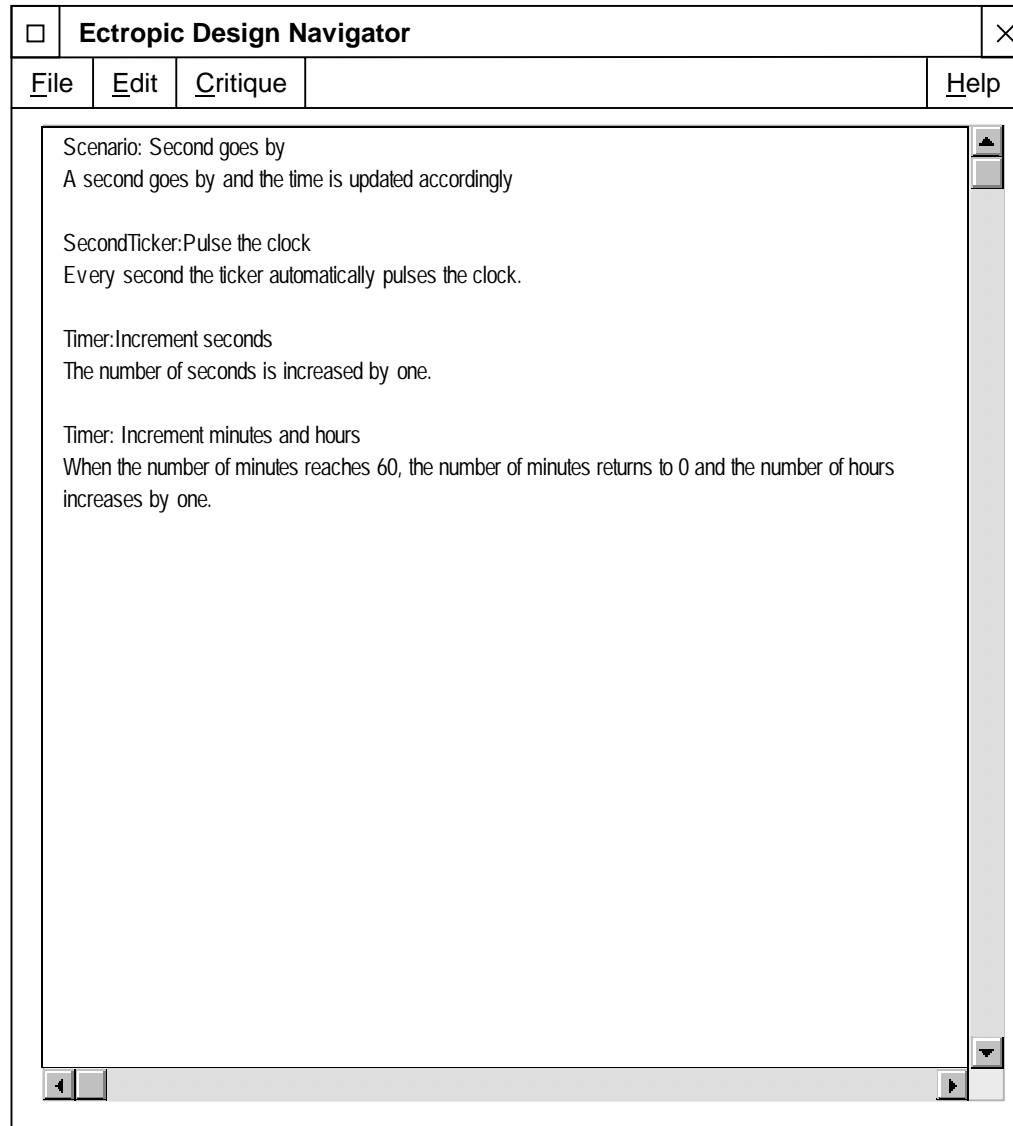 Ectropic Design Navigator
File Edit Critique Help
Scenario: Second goes by
A second goes by and the time is updated accordingly
SecondTicker:Pulse the clock
Every second the ticker automatically pulses the clock.
Timer:Increment seconds
The number of seconds is increased by one.
Timer: Increment minutes and hours
When the number of minutes reaches 60, the number of minutes returns to 0 and the number of hours
increases by one.